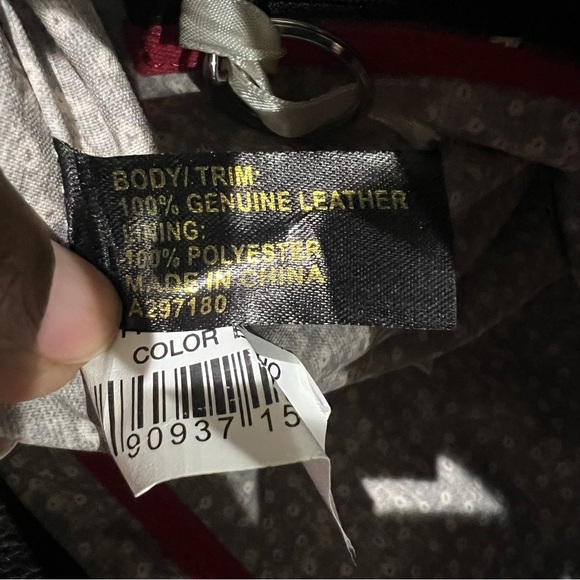 BODY/ TRIM:
100% GENUINE LEATHER
LINING:
100% POLYESTER
MADE IN CHINA
A297180
COLOR
90937 15